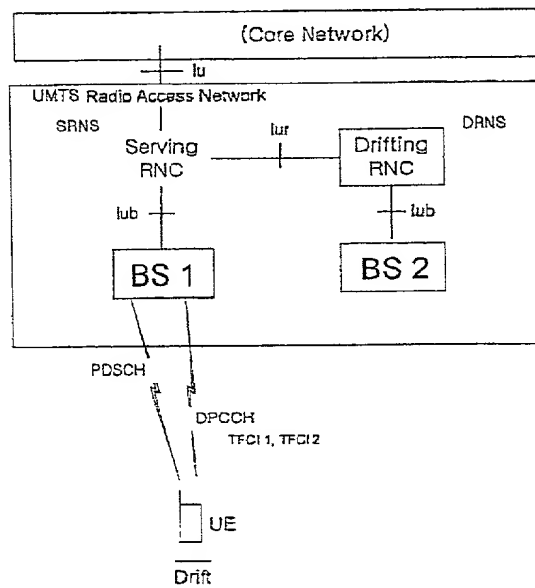 (Core Network)
Iu
UMTS Radio Access Network
SRNS
DRNS
Serving
RNC
Iur
Drifting
RNC
Iub
Iub
BS 1
BS 2
PDSCH
DPCCH
TFCI 1, TFCI 2
UE
Drift